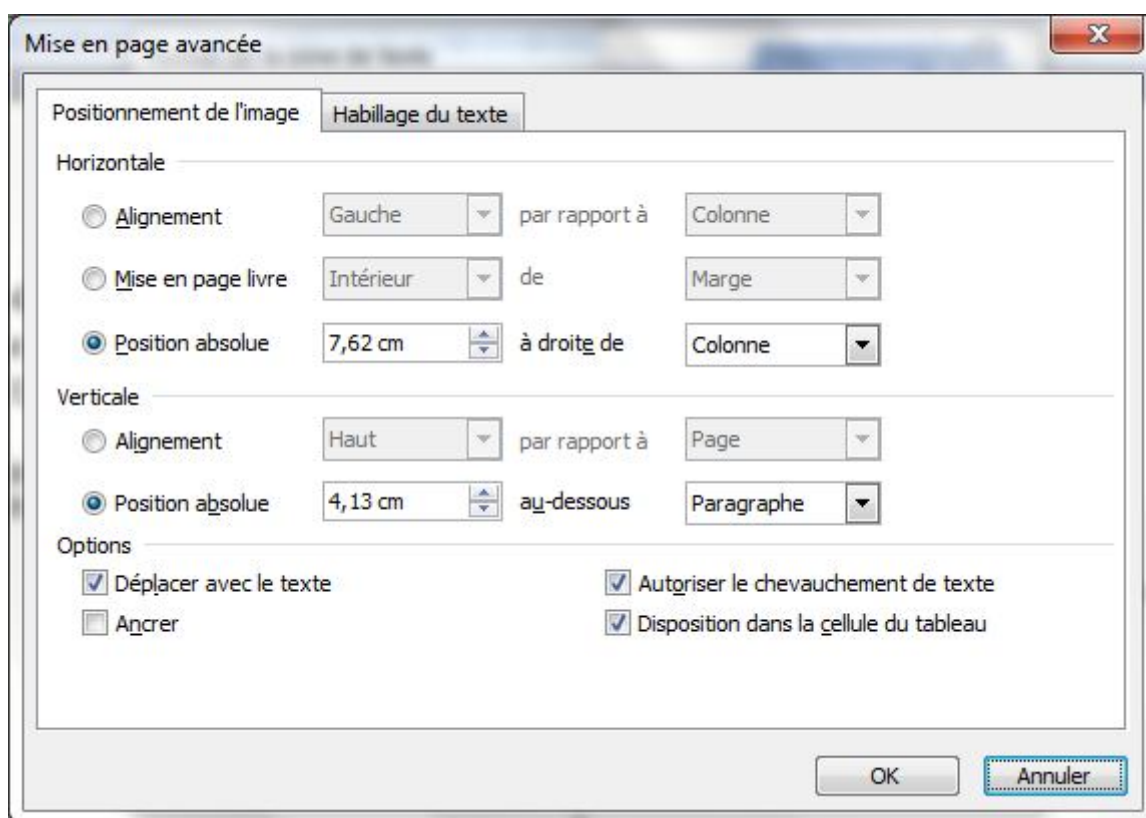 Mise en page avancée
Positionnement de l'image Habillage du texte
Horizontale
Alignement Gauche par rapport à Colonne
Mise en page livre Intérieur de Marge
Position absolue 7,62 cm à droite de Colonne
Verticale
Alignement Haut par rapport à Page
Position absolue 4,13 cm au-dessous Paragraphe
Options
Déplacer avec le texte Autoriser le chevauchement de texte
Ancrer Disposition dans la cellule du tableau
OK Annuler